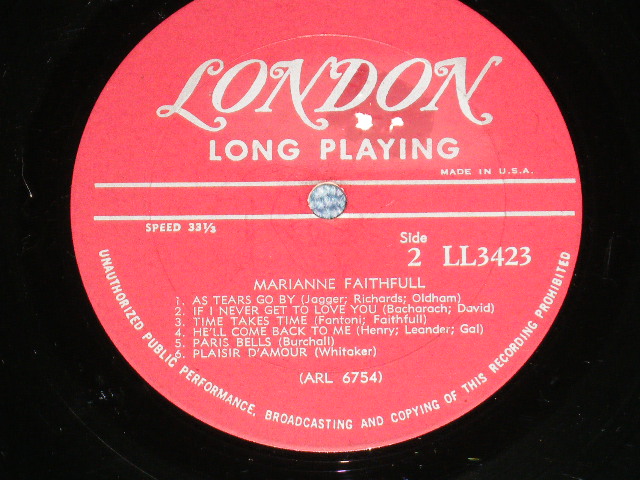 LONDON
LONG PLAYING
MADE IN U.S.A.
SPEED 33⅓
Side
2 LL3423
MARIANNE FAITHFULL
1. AS TEARS GO BY (Jagger; Richards; Oldham)
2. IF I NEVER GET TO LOVE YOU (Bacharach; David)
3. TIME TAKES TIME (Fantoni; Faithfull)
4. HE'LL COME BACK TO ME (Henry; Leander; Gal)
5. PARIS BELLS (Burchall)
6. PLAISIR D'AMOUR (Whitaker)
(ARL 6754)
UNAUTHORIZED PUBLIC PERFORMANCE, BROADCASTING AND COPYING OF THIS RECORDING PROHIBITED